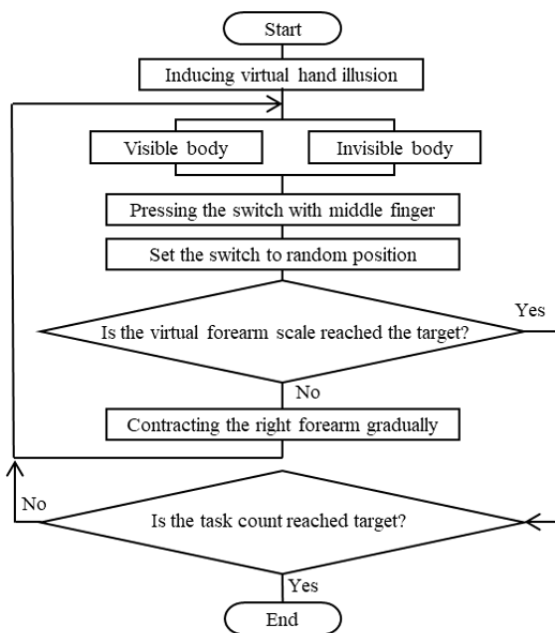 Start
Inducing virtual hand illusion
Visible body
Invisible body
Pressing the switch with middle finger
Set the switch to random position
Is the virtual forearm scale reached the target?
Yes
No
Contracting the right forearm gradually
No
Is the task count reached target?
Yes
End